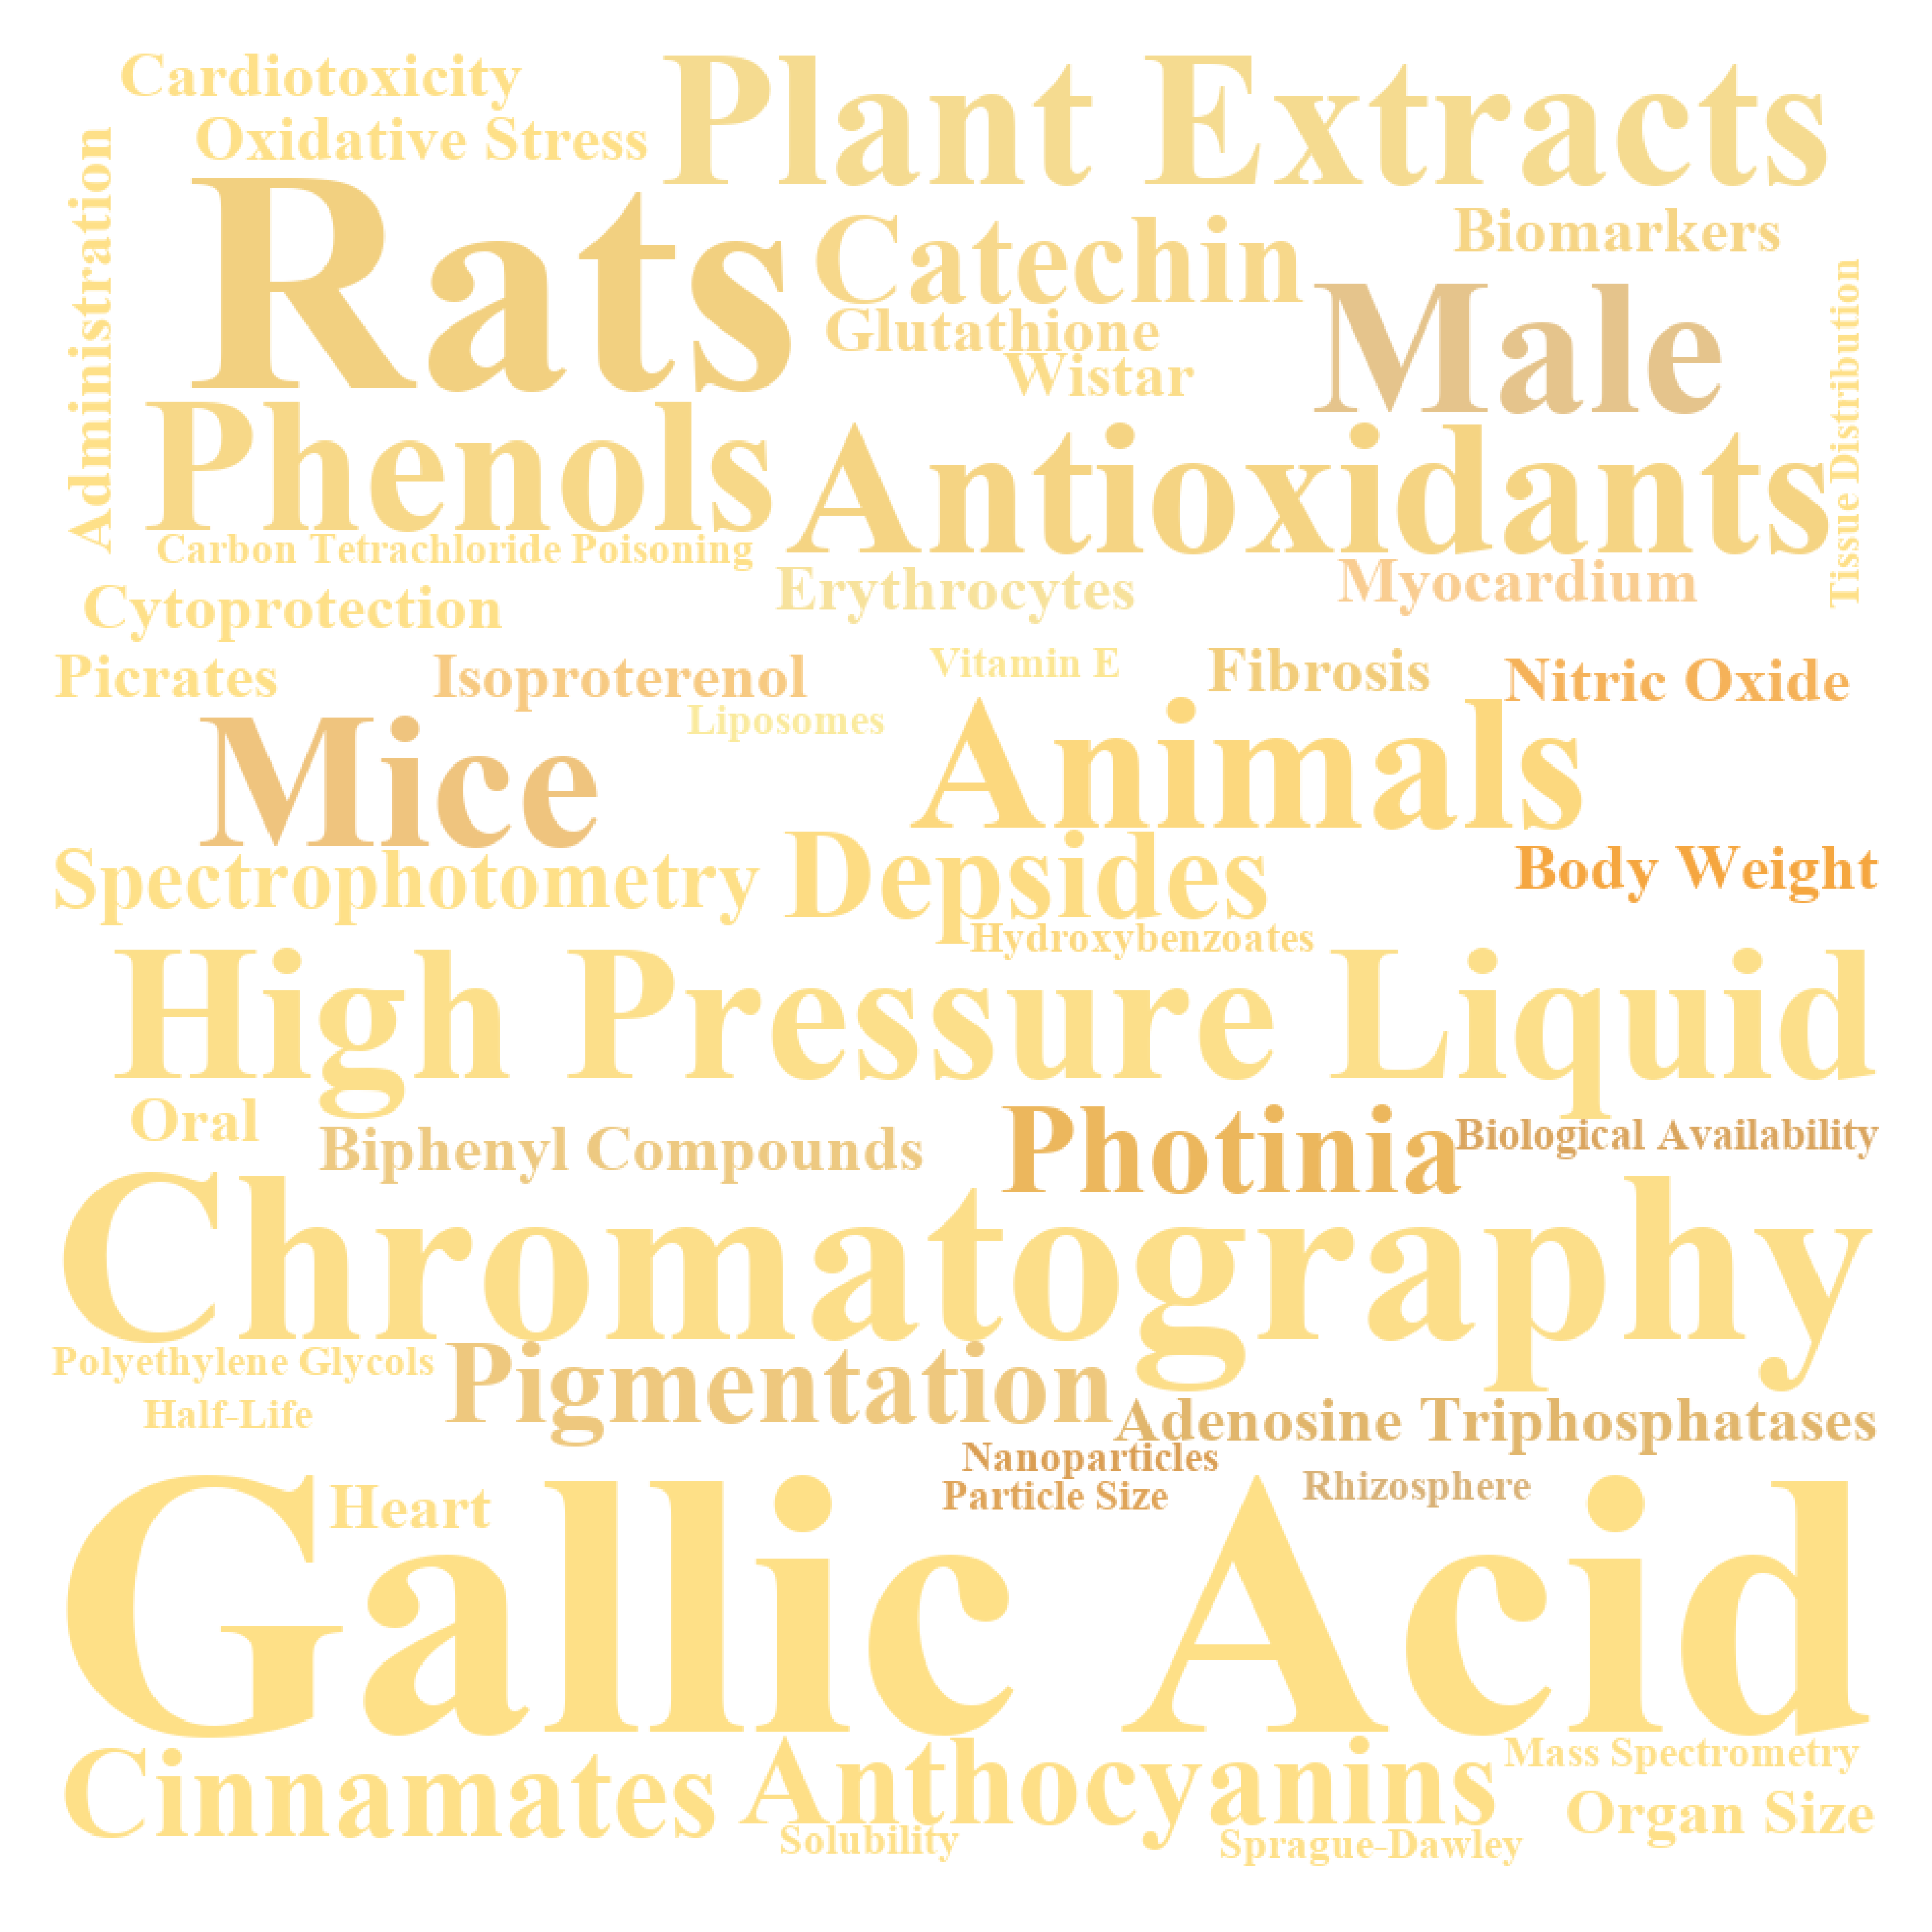 Cardiotoxicity
Plant Extracts
Oxidative Stress
Administration
Rats
Catechin
Biomarkers
Glutathione
Wistar
Male
Tissue Distribution
Phenols
Antioxidants
Carbon Tetrachloride Poisoning
Cytoprotection
Erythrocytes
Myocardium
Picrates
Isoproterenol
Vitamin E
Fibrosis
Nitric Oxide
Liposomes
Mice
Animals
Spectrophotometry
Depsides
Body Weight
Hydroxybenzoates
High Pressure Liquid
Oral
Biphenyl Compounds
Photinia
Biological Availability
Chromatography
Polyethylene Glycols
Pigmentation
Half-Life
Adenosine Triphosphatases
Nanoparticles
Particle Size
Rhizosphere
Heart
Gallic Acid
Cinnamates
Anthocyanins
Mass Spectrometry
Organ Size
Solubility
Sprague-Dawley